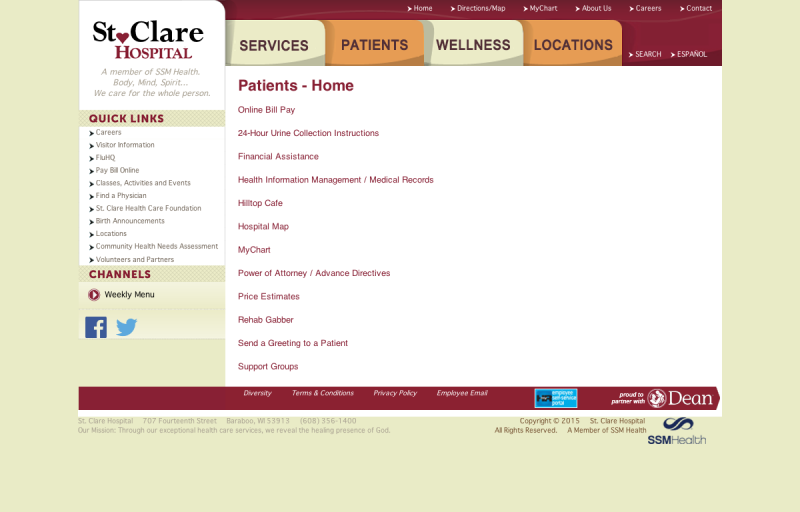 Home Directions/Map MyChart About Us Careers Contact
St. Clare
HOSPITAL
A member of SSM Health.
Body, Mind, Spirit...
We care for the whole person.
SERVICES PATIENTS WELLNESS LOCATIONS
SEARCH ESPAÑOL
QUICK LINKS
Careers
Visitor Information
FluHQ
Pay Bill Online
Classes, Activities and Events
Find a Physician
St. Clare Health Care Foundation
Birth Announcements
Locations
Community Health Needs Assessment
Volunteers and Partners
CHANNELS
Weekly Menu
Patients - Home
Online Bill Pay
24-Hour Urine Collection Instructions
Financial Assistance
Health Information Management / Medical Records
Hilltop Cafe
Hospital Map
MyChart
Power of Attorney / Advance Directives
Price Estimates
Rehab Gabber
Send a Greeting to a Patient
Support Groups
Diversity Terms & Conditions Privacy Policy Employee Email
employee
self-service
portal
proud to
partner with
Dean
St. Clare Hospital 707 Fourteenth Street Baraboo, WI 53913 (608) 356-1400
Our Mission: Through our exceptional health care services, we reveal the healing presence of God.
Copyright © 2015 St. Clare Hospital
All Rights Reserved. A Member of SSM Health
SSMHealth